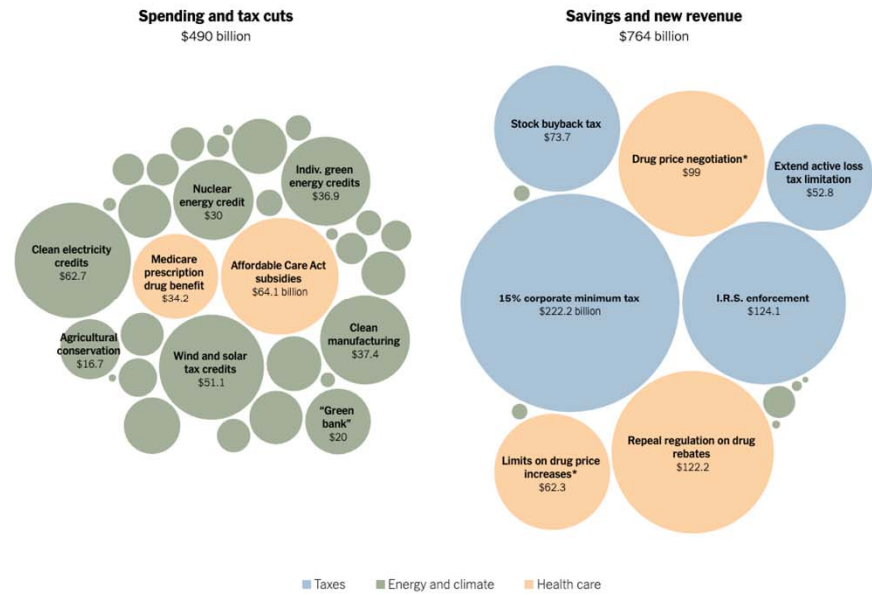 Spending and tax cuts
$490 billion
Savings and new revenue
$764 billion
Indiv. green
energy credits
$36.9
Nuclear
energy credit
$30
Clean electricity
credits
$62.7
Medicare
prescription
drug benefit
$34.2
Affordable Care Act
subsidies
$64.1 billion
Agricultural
conservation
$16.7
Wind and solar
tax credits
$51.1
Clean
manufacturing
$37.4
"Green
bank"
$20
Stock buyback tax
$73.7
Drug price negotiation*
$99
Extend active loss
tax limitation
$52.8
15% corporate minimum tax
$222.2 billion
I.R.S. enforcement
$124.1
Limits on drug price
increases*
$62.3
Repeal regulation on drug
rebates
$122.2
Taxes
Energy and climate
Health care